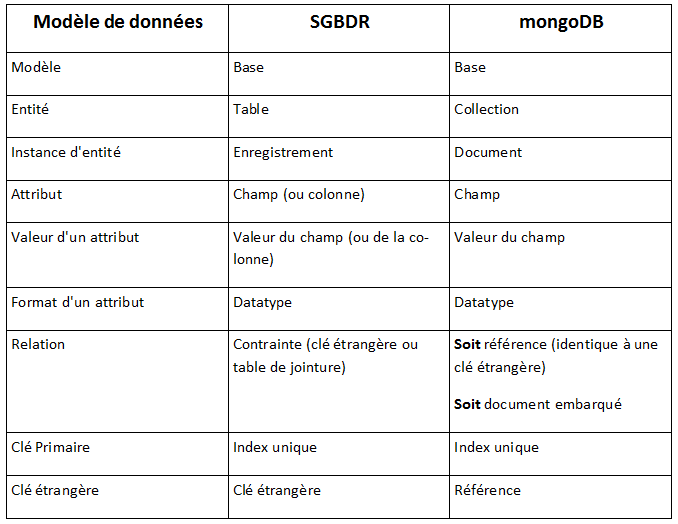 Modèle de données SGBDR mongoDB
Modèle Base Base
Entité Table Collection
Instance d'entité Enregistrement Document
Attribut Champ (ou colonne) Champ
Valeur d'un attribut Valeur du champ (ou de la co- Valeur du champ
lonne)
Format d'un attribut Datatype Datatype
Relation Contrainte (clé étrangère ou Soit référence (identique à une
table de jointure) clé étrangère)
Soit document embarqué
Clé Primaire Index unique Index unique
Clé étrangère Clé étrangère Référence